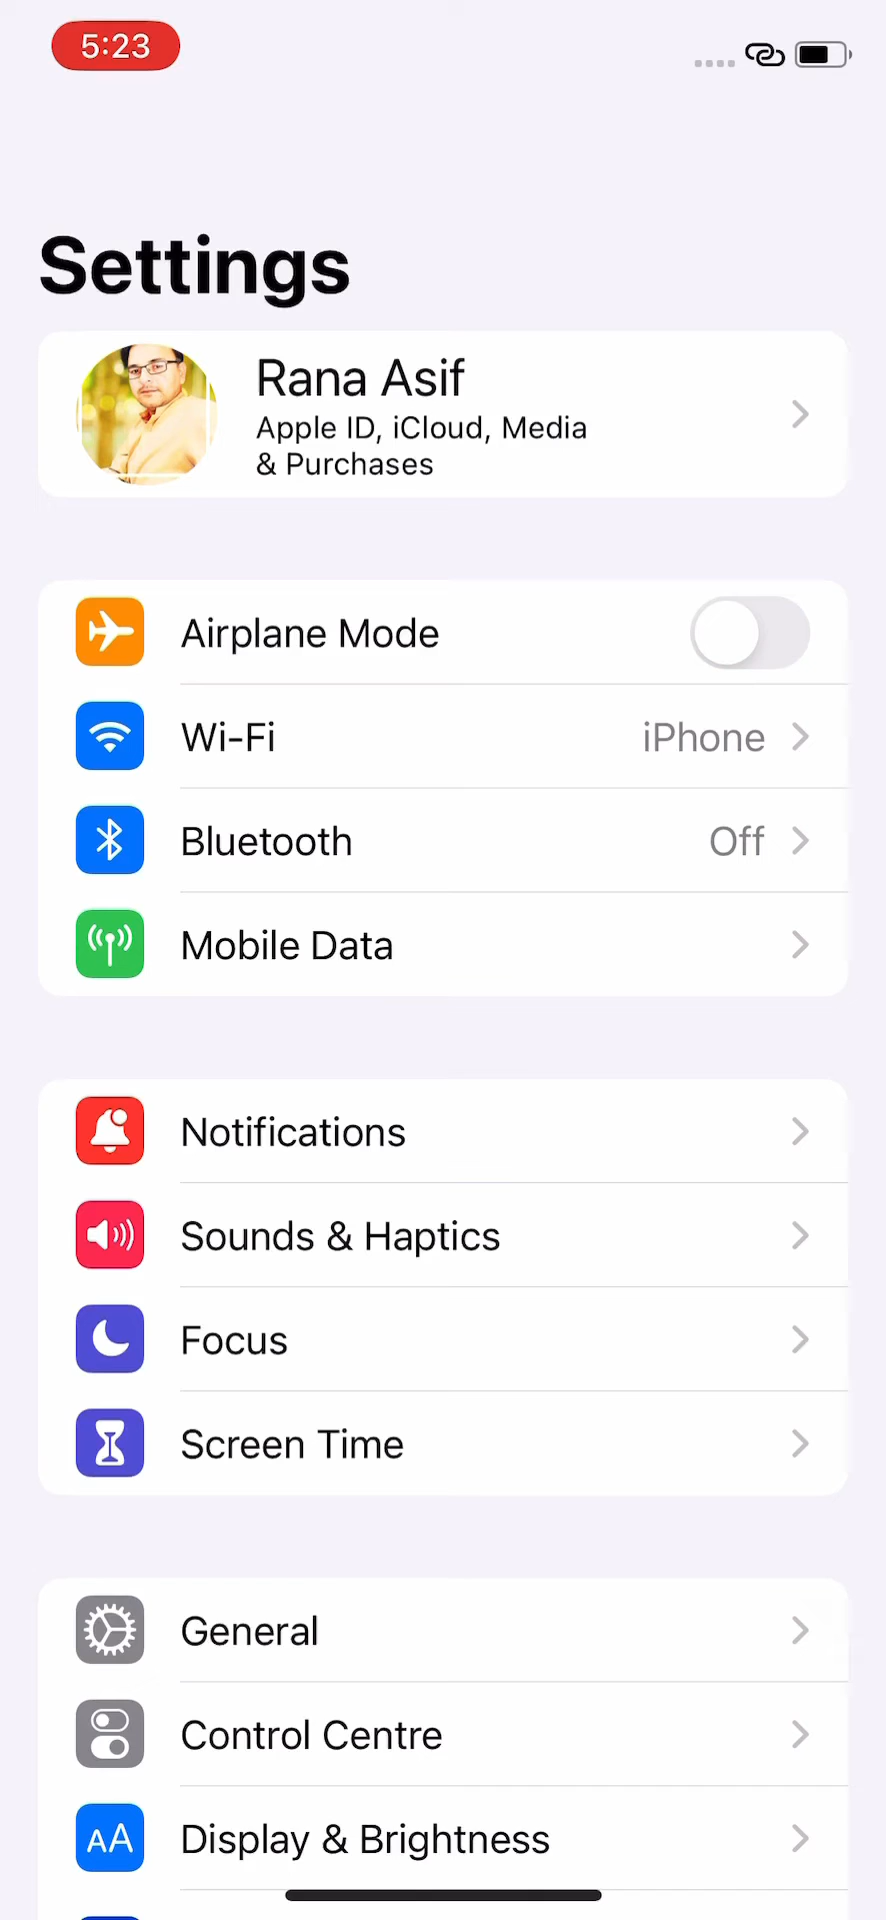 5:23
Settings
Rana Asif
Apple ID, iCloud, Media
& Purchases
Airplane Mode
Wi-Fi iPhone
Bluetooth Off
Mobile Data
Notifications
Sounds & Haptics
Focus
Screen Time
General
Control Centre
AA Display & Brightness